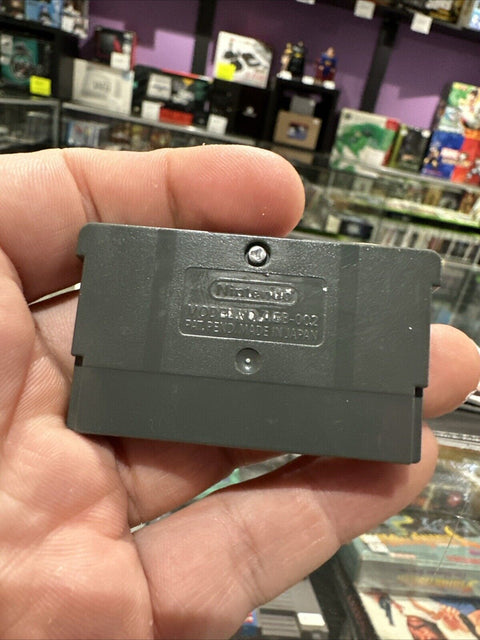 Nintendo
MODEL NO. AGB-002
PAT. PEND. MADE IN JAPAN